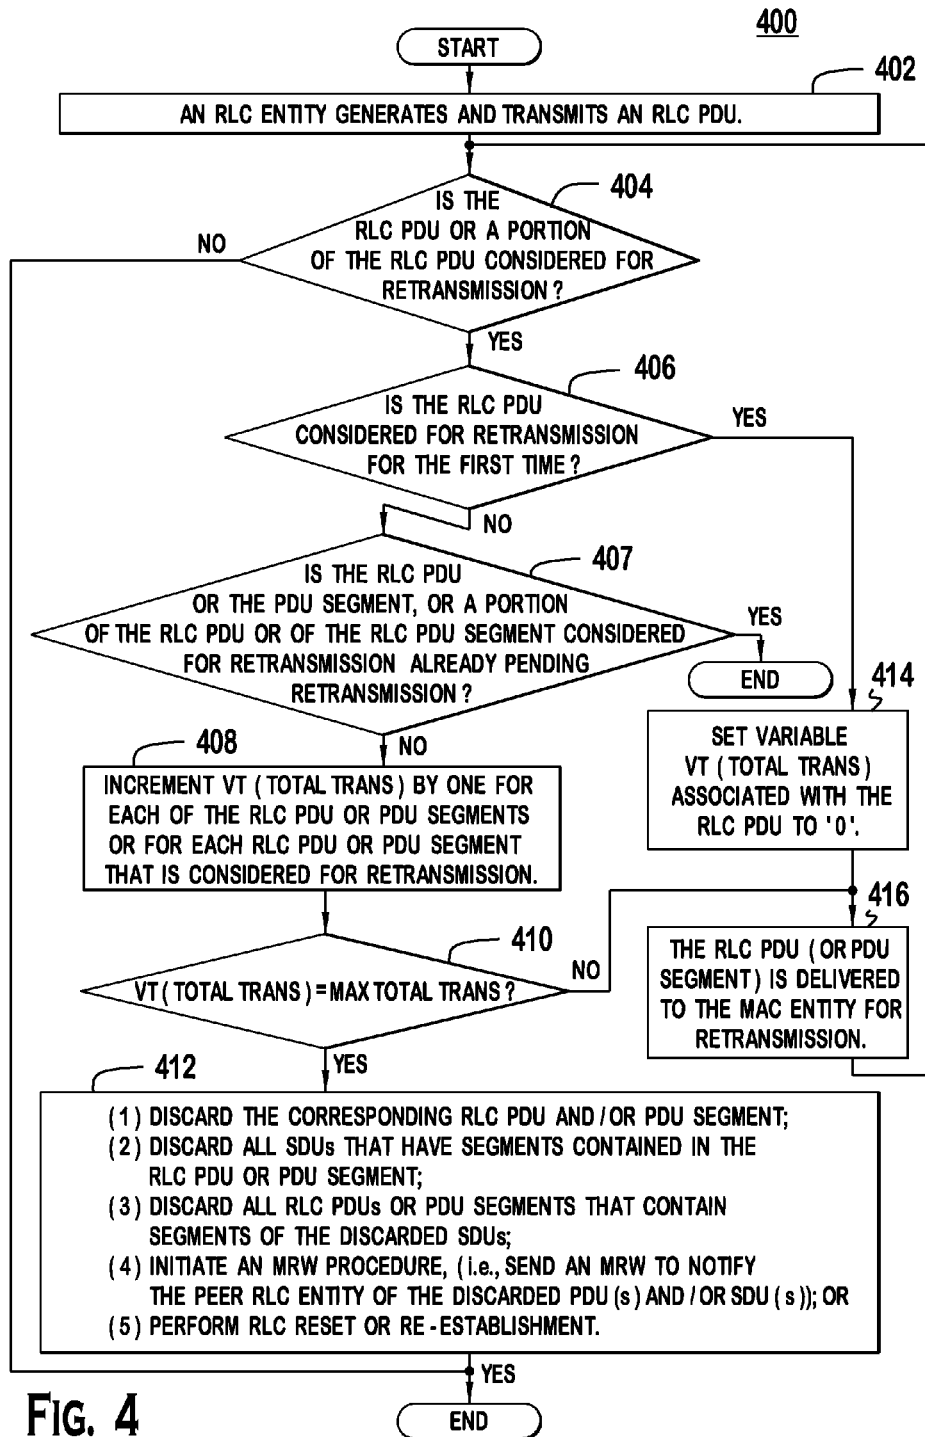 400
START
402
AN RLC ENTITY GENERATES AND TRANSMITS AN RLC PDU.
404
IS THE
RLC PDU OR A PORTION
OF THE RLC PDU CONSIDERED FOR
RETRANSMISSION?
NO
YES
406
IS THE RLC PDU
CONSIDERED FOR RETRANSMISSION
FOR THE FIRST TIME?
YES
NO
407
IS THE RLC PDU
OR THE PDU SEGMENT, OR A PORTION
OF THE RLC PDU OR OF THE RLC PDU SEGMENT CONSIDERED
FOR RETRANSMISSION ALREADY PENDING
RETRANSMISSION?
YES
END
NO
414
SET VARIABLE
VT (TOTAL TRANS)
ASSOCIATED WITH THE
RLC PDU TO '0'.
408
INCREMENT VT (TOTAL TRANS) BY ONE FOR
EACH OF THE RLC PDU OR PDU SEGMENTS
OR FOR EACH RLC PDU OR PDU SEGMENT
THAT IS CONSIDERED FOR RETRANSMISSION.
410
VT (TOTAL TRANS) = MAX TOTAL TRANS?
NO
YES
416
THE RLC PDU (OR PDU
SEGMENT) IS DELIVERED
TO THE MAC ENTITY FOR
RETRANSMISSION.
412
(1) DISCARD THE CORRESPONDING RLC PDU AND/OR PDU SEGMENT;
(2) DISCARD ALL SDUs THAT HAVE SEGMENTS CONTAINED IN THE
RLC PDU OR PDU SEGMENT;
(3) DISCARD ALL RLC PDUs OR PDU SEGMENTS THAT CONTAIN
SEGMENTS OF THE DISCARDED SDUs;
(4) INITIATE AN MRW PROCEDURE, (i.e., SEND AN MRW TO NOTIFY
THE PEER RLC ENTITY OF THE DISCARDED PDU(s) AND/OR SDU(s)); OR
(5) PERFORM RLC RESET OR RE-ESTABLISHMENT.
YES
END
FIG. 4